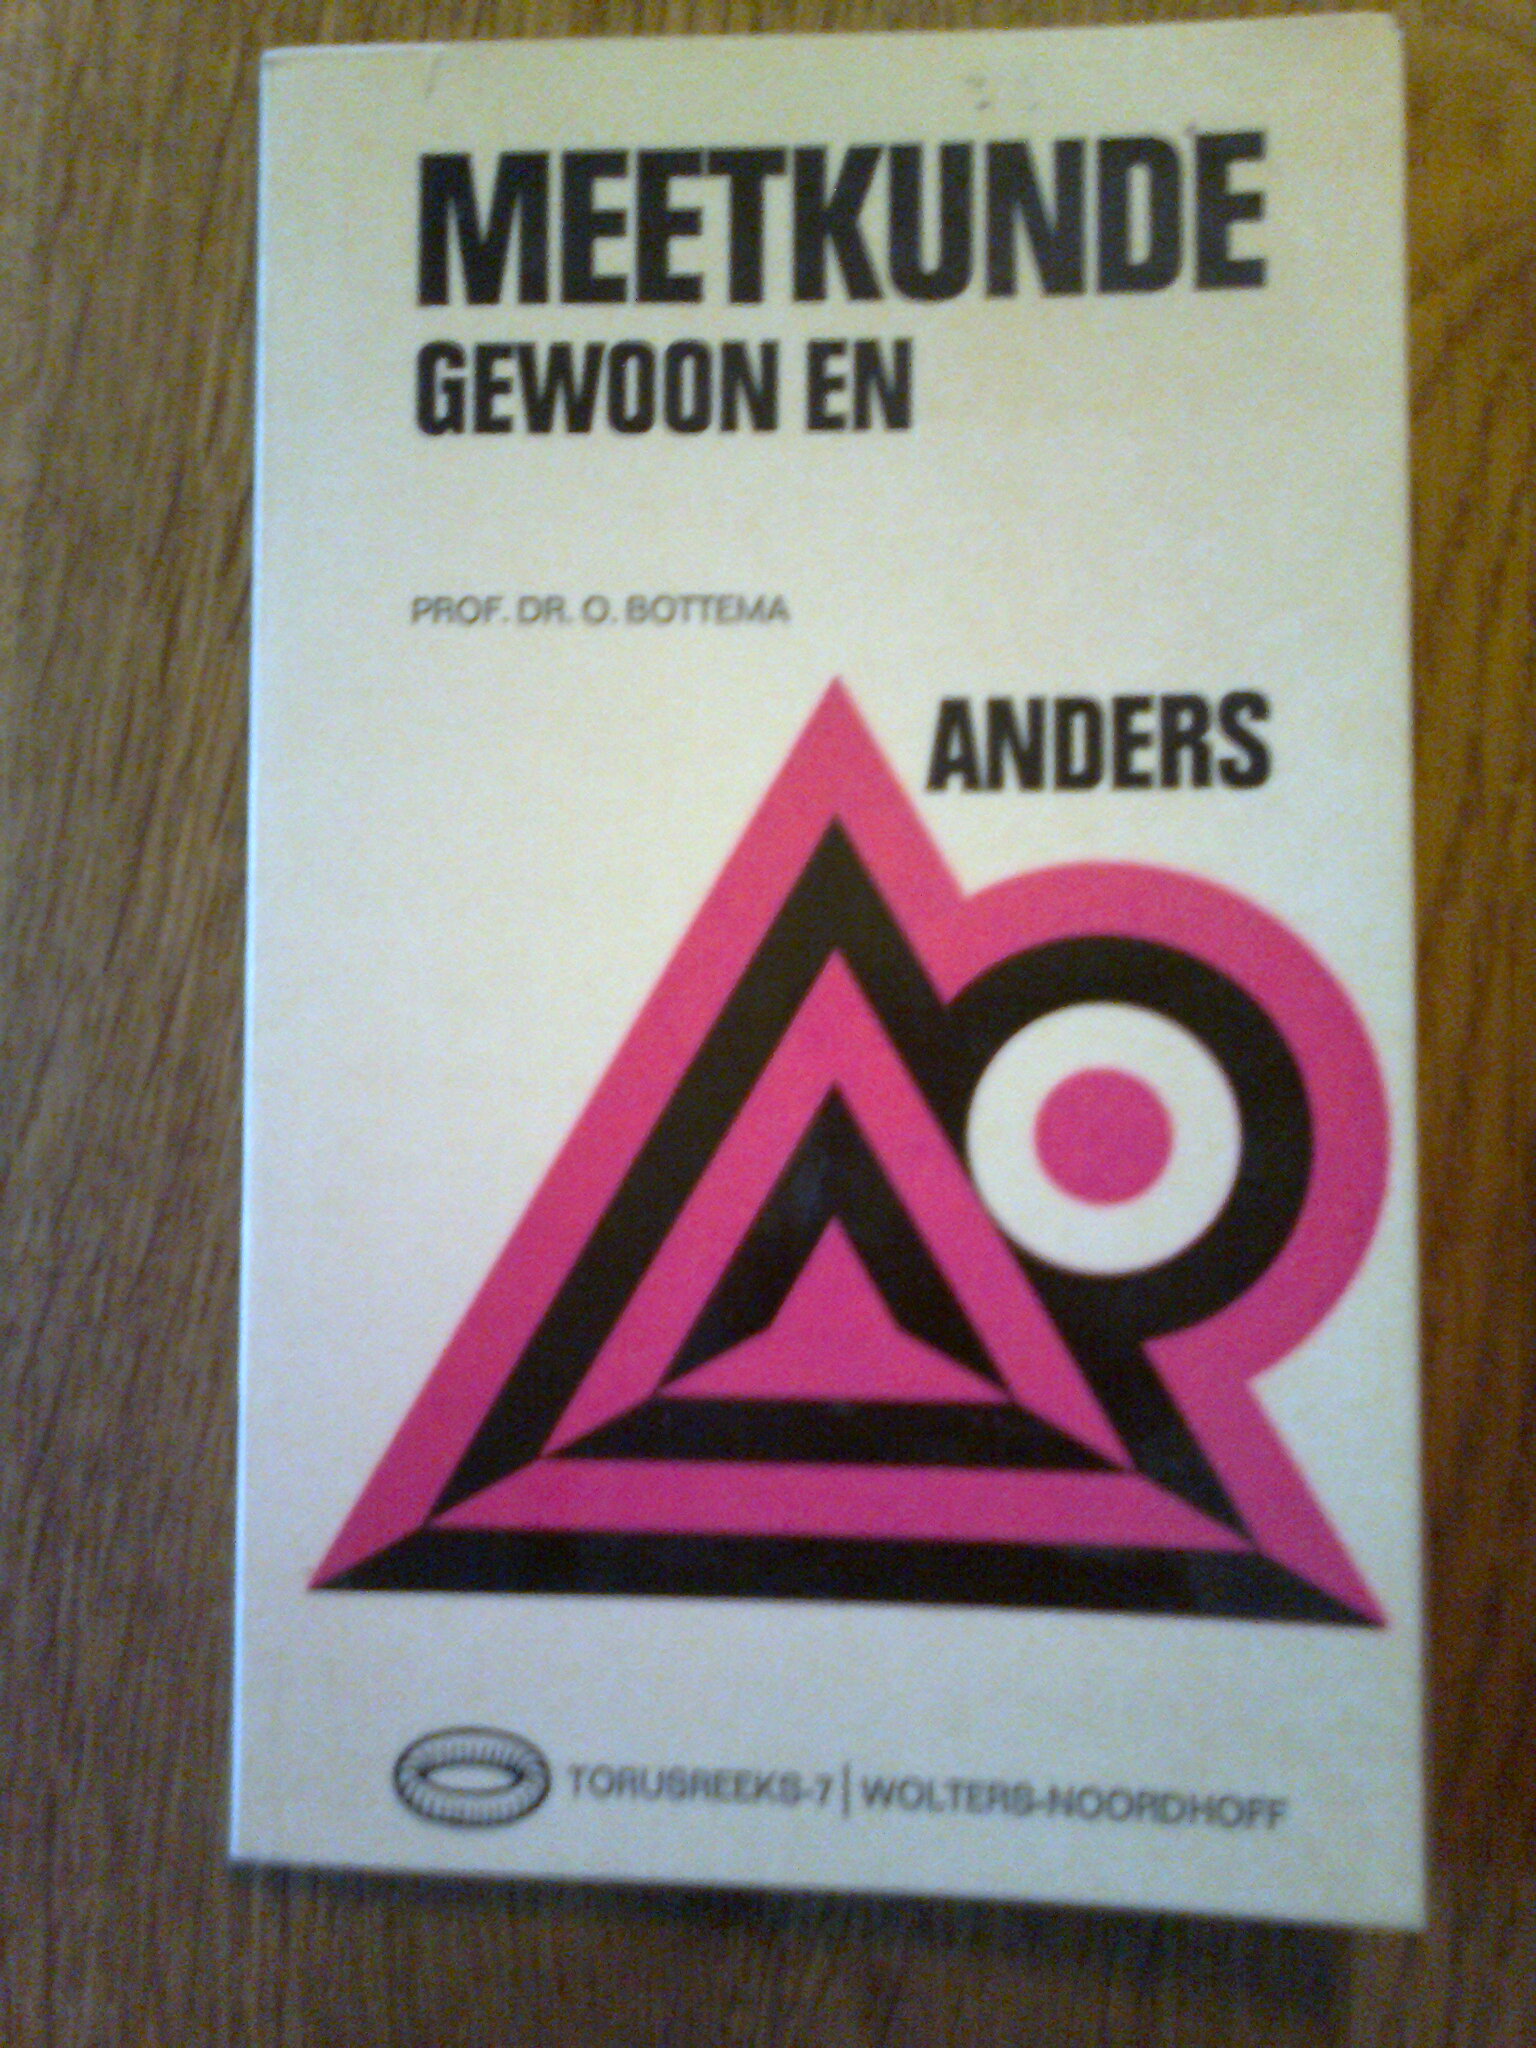 MEETKUNDE
GEWOON EN
PROF. DR. O. BOTTEMA
ANDERS
TORUSREEKS-7 | WOLTERS-NOORDHOFF